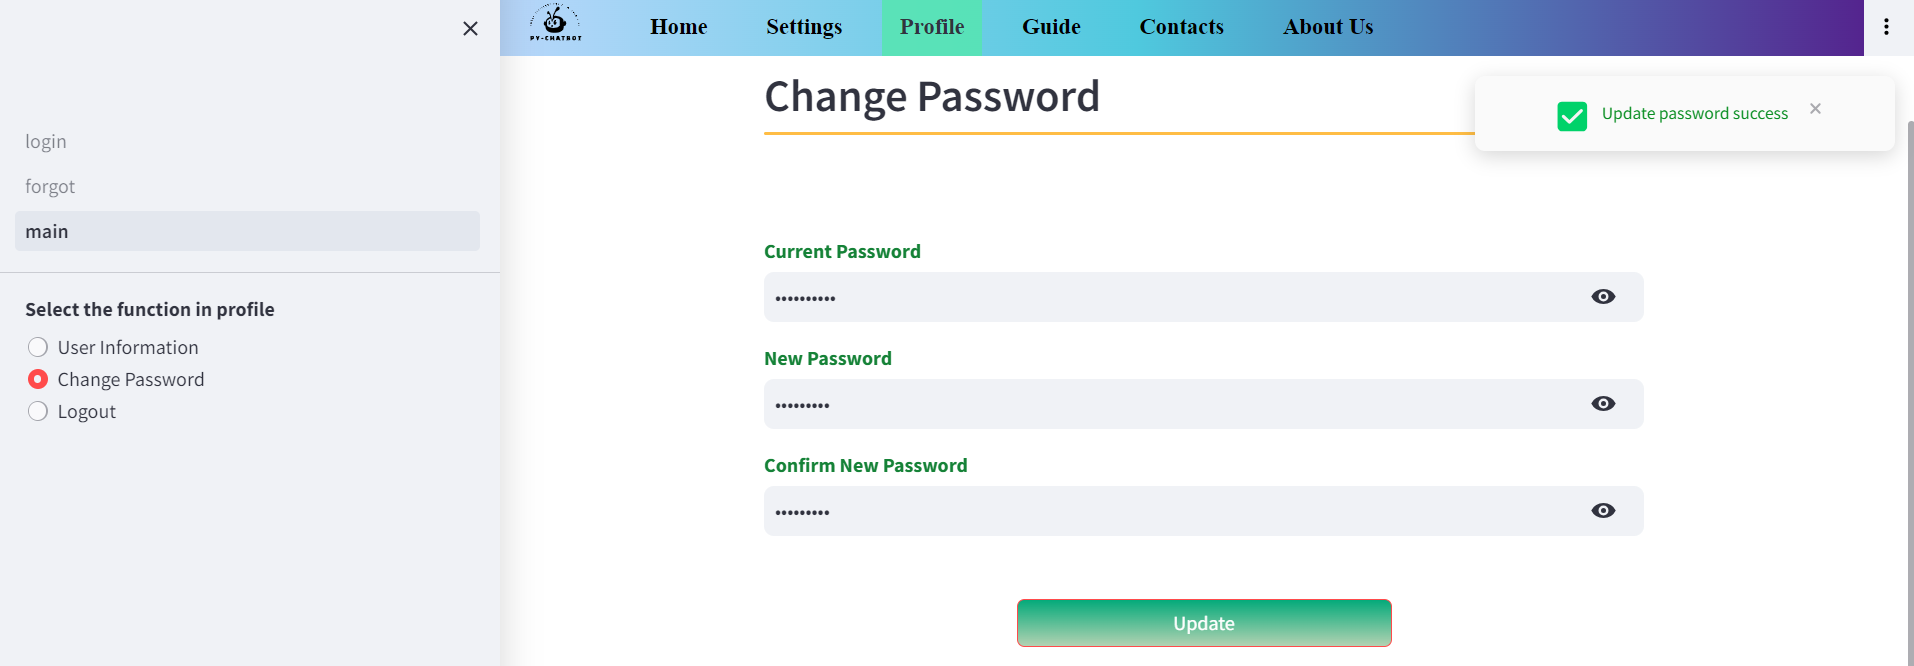 PY-CHATBOT
Home Settings Profile Guide Contacts About Us
login
forgot
main
Select the function in profile
User Information
Change Password
Logout
Change Password
Update password success
Current Password
••••••••••
New Password
•••••••••
Confirm New Password
•••••••••
Update